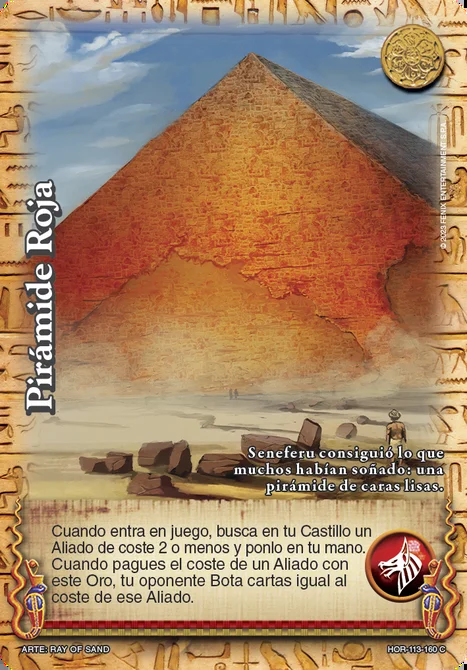 Pirámide Roja
© 2023 FENIX ENTERTAINMENT S.P.A.
Seneferu consiguió lo que
muchos habían soñado: una
pirámide de caras lisas.
Cuando entra en juego, busca en tu Castillo un
Aliado de coste 2 o menos y ponlo en tu mano.
Cuando pagues el coste de un Aliado con
este Oro, tu oponente Bota cartas igual al
coste de ese Aliado.
ARTE: RAY OF SAND
HOR-113-160 C